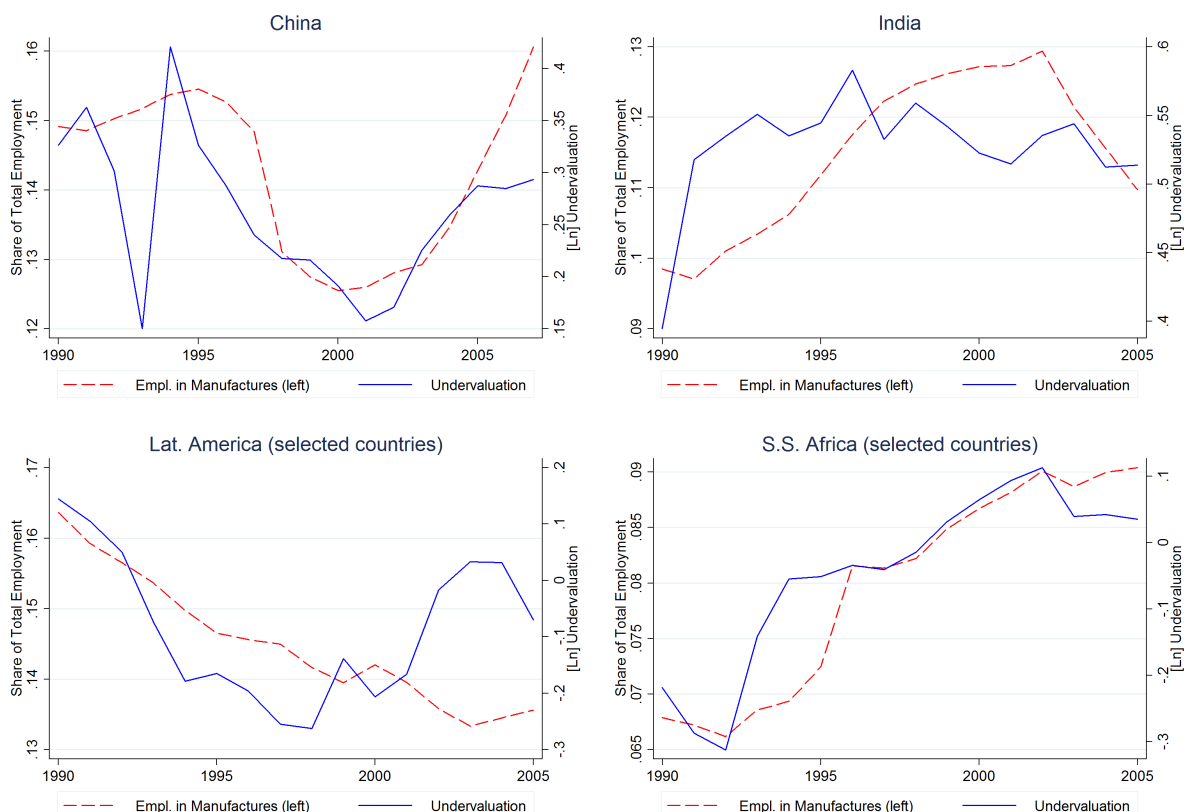 China
Share of Total Employment
.12 .13 .14 .15 .16
[Ln] Undervaluation
.15 .2 .25 .3 .35 .4
1990 1995 2000 2005
Empl. in Manufactures (left) Undervaluation
India
Share of Total Employment
.09 .1 .11 .12 .13
[Ln] Undervaluation
.4 .45 .5 .55 .6
1990 1995 2000 2005
Empl. in Manufactures (left) Undervaluation
Lat. America (selected countries)
Share of Total Employment
.13 .14 .15 .16 .17
[Ln] Undervaluation
-.3 -.2 -.1 0 .1 .2
1990 1995 2000 2005
Empl. in Manufactures (left) Undervaluation
S.S. Africa (selected countries)
Share of Total Employment
.065 .07 .075 .08 .085 .09
[Ln] Undervaluation
-.3 -.2 -.1 0 .1
1990 1995 2000 2005
Empl. in Manufactures (left) Undervaluation